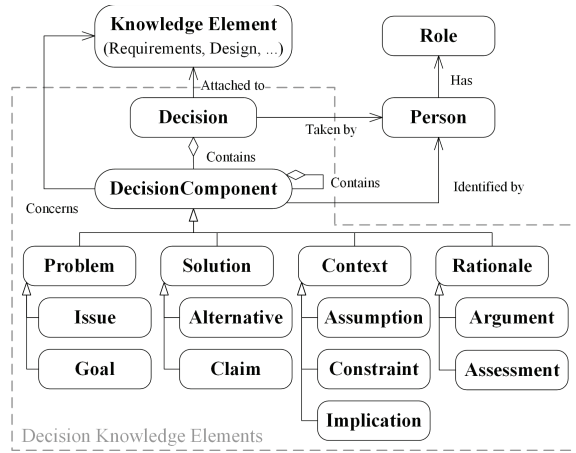 Knowledge Element
(Requirements, Design, ...)
Role
Attached to
Has
Decision
Taken by
Person
Contains
DecisionComponent
Contains
Identified by
Concerns
Problem
Solution
Context
Rationale
Issue
Alternative
Assumption
Argument
Goal
Claim
Constraint
Assessment
Implication
Decision Knowledge Elements